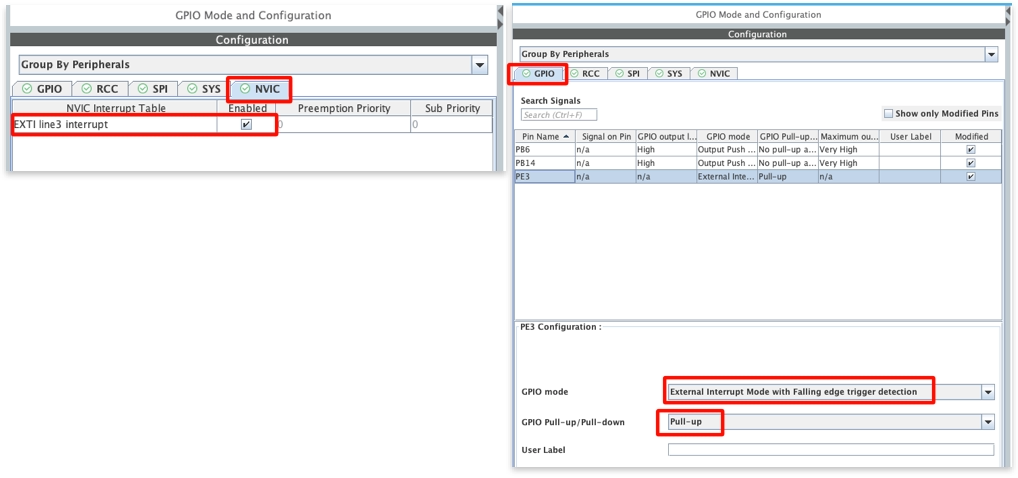 GPIO Mode and Configuration
Configuration
Group By Peripherals
GPIO RCC SPI SYS NVIC
NVIC Interrupt Table Enabled Preemption Priority Sub Priority
EXTI line3 interrupt 0 0
GPIO Mode and Configuration
Configuration
Group By Peripherals
GPIO RCC SPI SYS NVIC
Search Signals
Search (Ctrl+F) Show only Modified Pins
Pin Name Signal on Pin GPIO output l... GPIO mode GPIO Pull-up... Maximum ou... User Label Modified
PB6 n/a High Output Push ... No pull-up a... Very High
PB14 n/a High Output Push ... No pull-up a... Very High
PE3 n/a n/a External Inte... Pull-up n/a
PE3 Configuration :
GPIO mode External Interrupt Mode with Falling edge trigger detection
GPIO Pull-up/Pull-down Pull-up
User Label